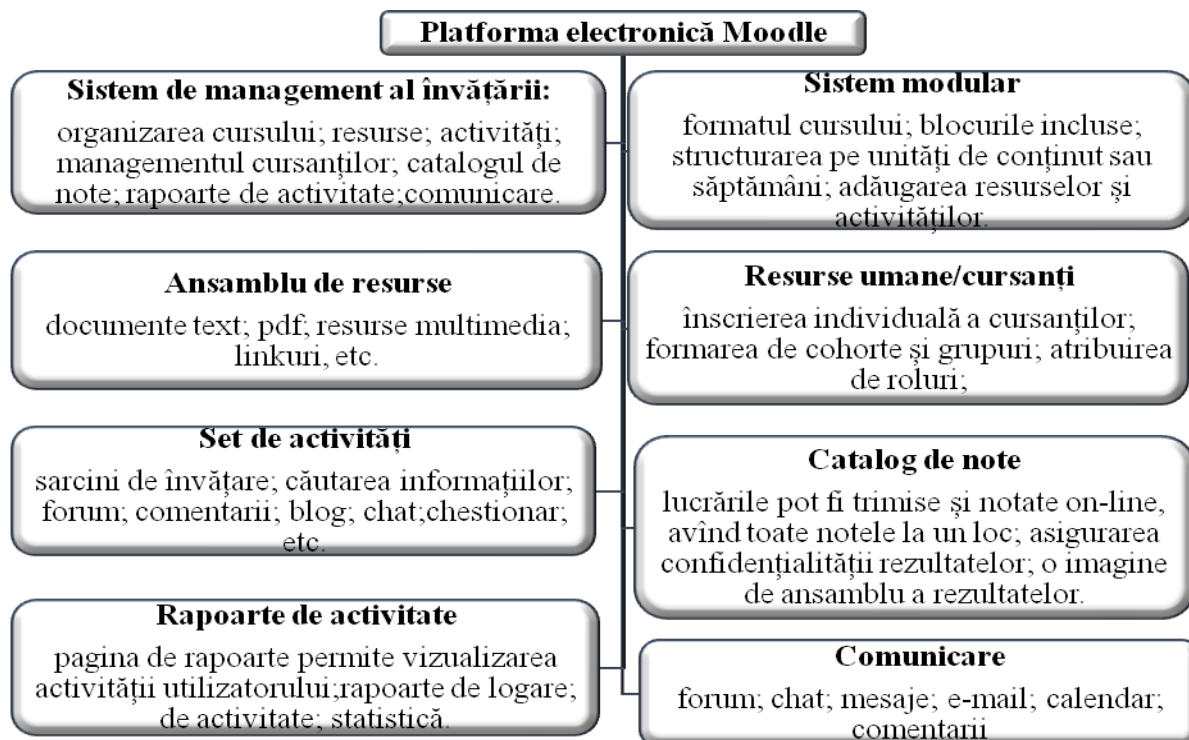 Platforma electronică Moodle
Sistem de management al învățării:
organizarea cursului; resurse; activități;
managementul cursanților; catalogul de
note; rapoarte de activitate;comunicare.
Sistem modular
formatul cursului; blocurile incluse;
structurarea pe unități de conținut sau
săptămâni; adăugarea resurselor și
activităților.
Ansamblu de resurse
documente text; pdf; resurse multimedia;
linkuri, etc.
Resurse umane/cursanți
înscrierea individuală a cursanților;
formarea de cohorte și grupuri; atribuirea
de roluri;
Set de activități
sarcini de învățare; căutarea informațiilor;
forum; comentarii; blog; chat;chestionar;
etc.
Catalog de note
lucrările pot fi trimise și notate on-line,
avînd toate notele la un loc; asigurarea
confidențialității rezultatelor; o imagine
de ansamblu a rezultatelor.
Rapoarte de activitate
pagina de rapoarte permite vizualizarea
activității utilizatorului;rapoarte de logare;
de activitate; statistică.
Comunicare
forum; chat; mesaje; e-mail; calendar;
comentarii